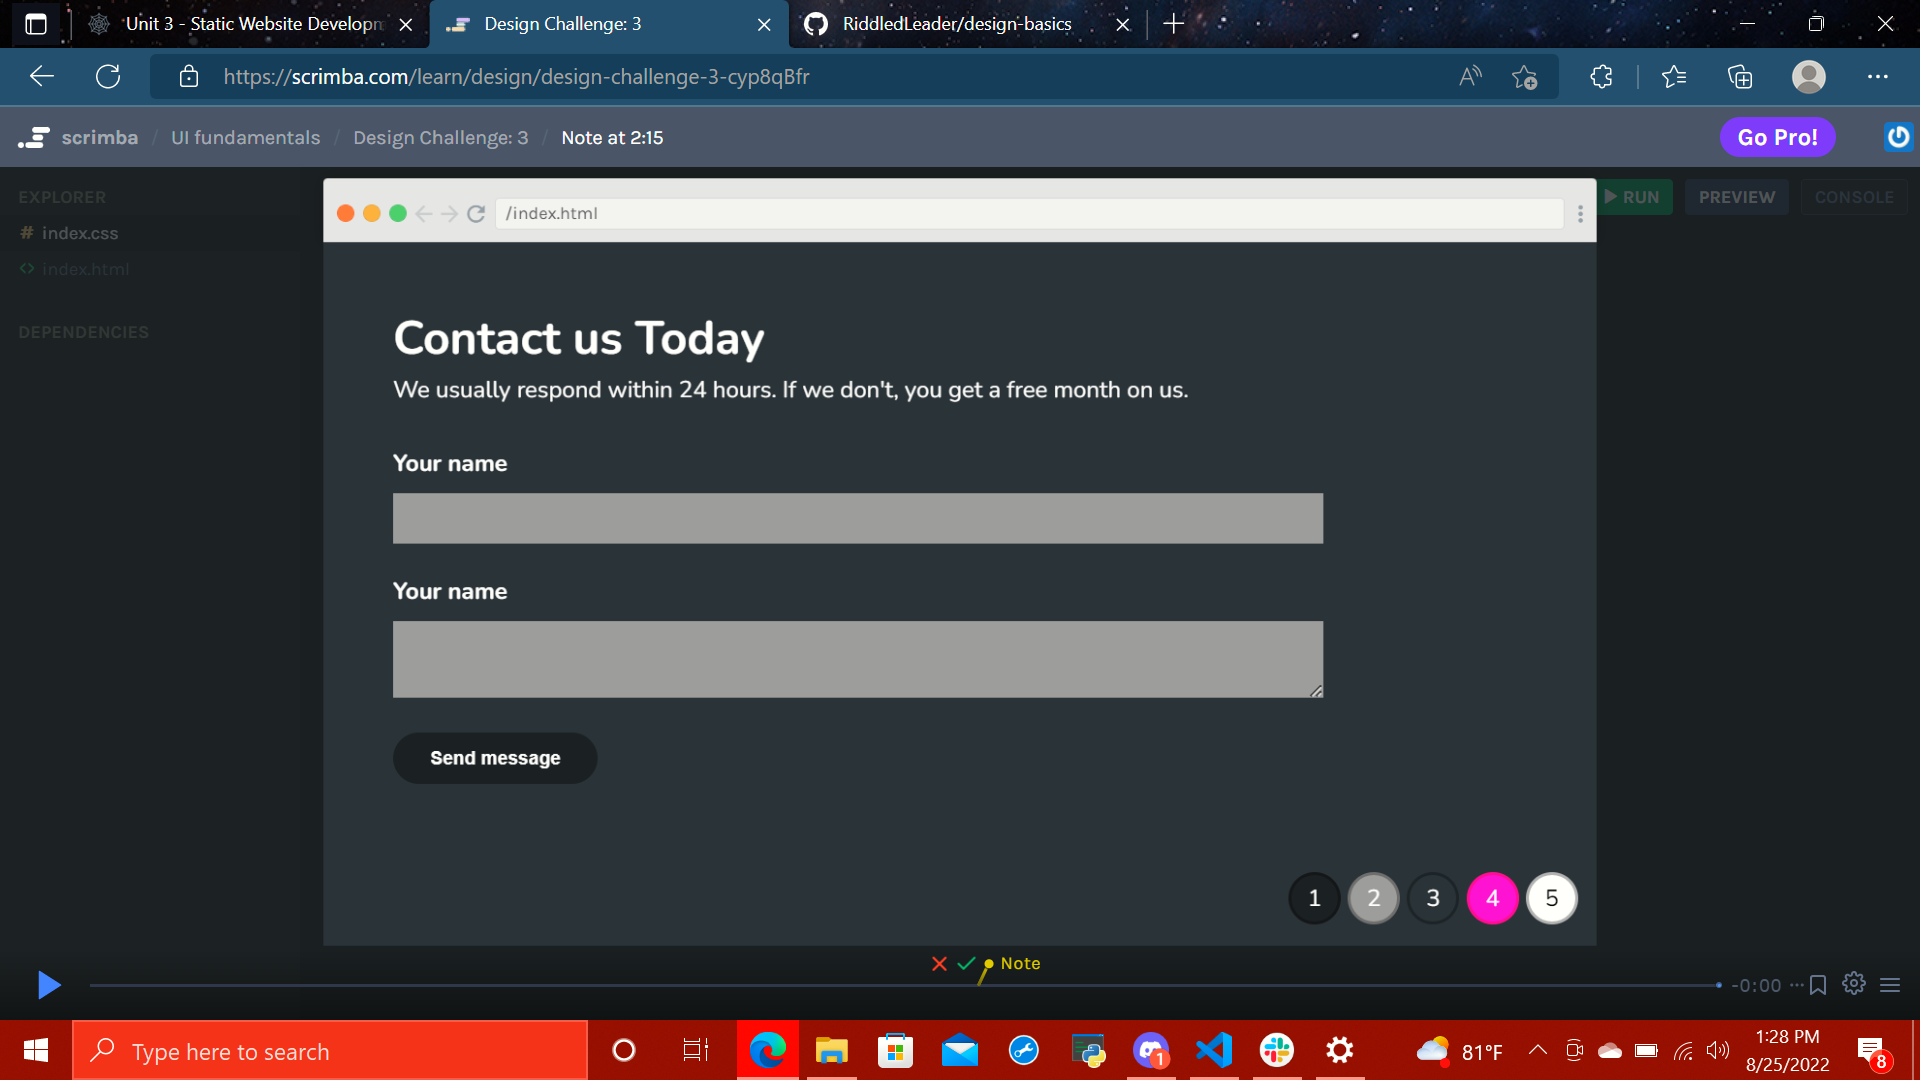 Unit 3 - Static Website Developm
Design Challenge: 3
RiddledLeader/design-basics
https://scrimba.com/learn/design/design-challenge-3-cyp8qBfr
scrimba / UI fundamentals / Design Challenge: 3 / Note at 2:15
Go Pro!
EXPLORER
# index.css
<> index.html
DEPENDENCIES
/index.html
RUN
PREVIEW
CONSOLE
Contact us Today
We usually respond within 24 hours. If we don't, you get a free month on us.
Your name
Your name
Send message
1 2 3 4 5
Note
-0:00
Type here to search
1
81°F
1:28 PM
8/25/2022
8